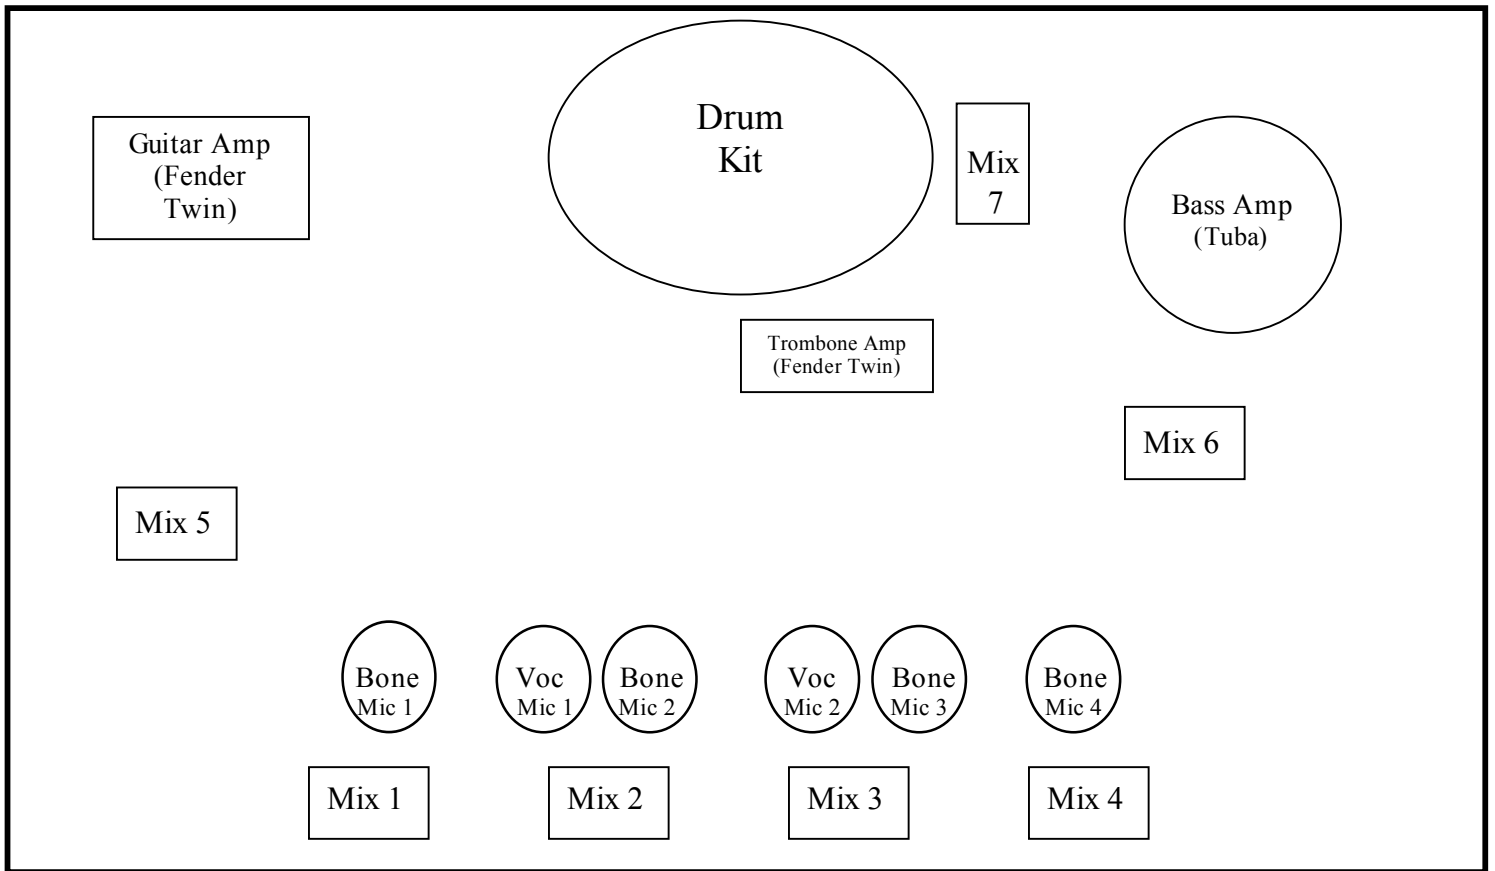 Drum
Kit
Guitar Amp
(Fender
Twin)
Mix
7
Bass Amp
(Tuba)
Trombone Amp
(Fender Twin)
Mix 6
Mix 5
Bone
Mic 1
Voc
Mic 1
Bone
Mic 2
Voc
Mic 2
Bone
Mic 3
Bone
Mic 4
Mix 1
Mix 2
Mix 3
Mix 4